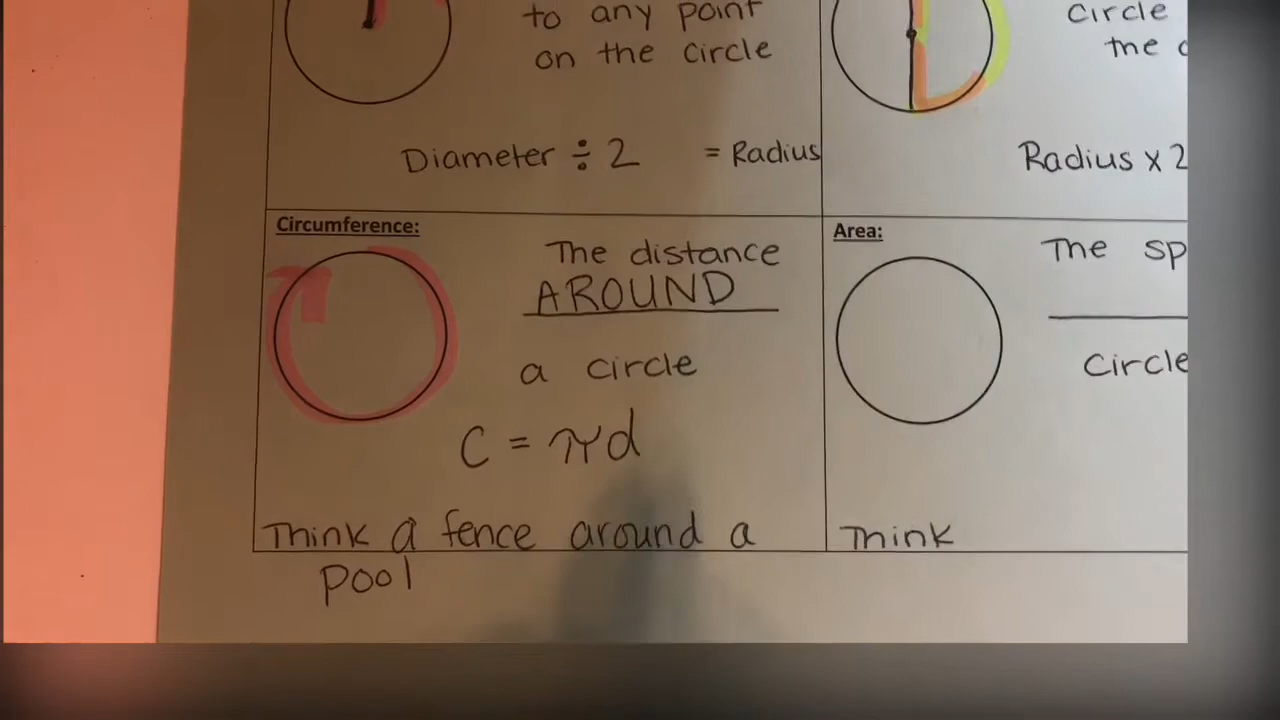 to any point
on the circle
Diameter ÷ 2 = Radius
Circle
the
Radius x 2
Circumference:
The distance
AROUND
a circle
C = πd
Think a fence around a
pool
Area:
The
Circle
Think